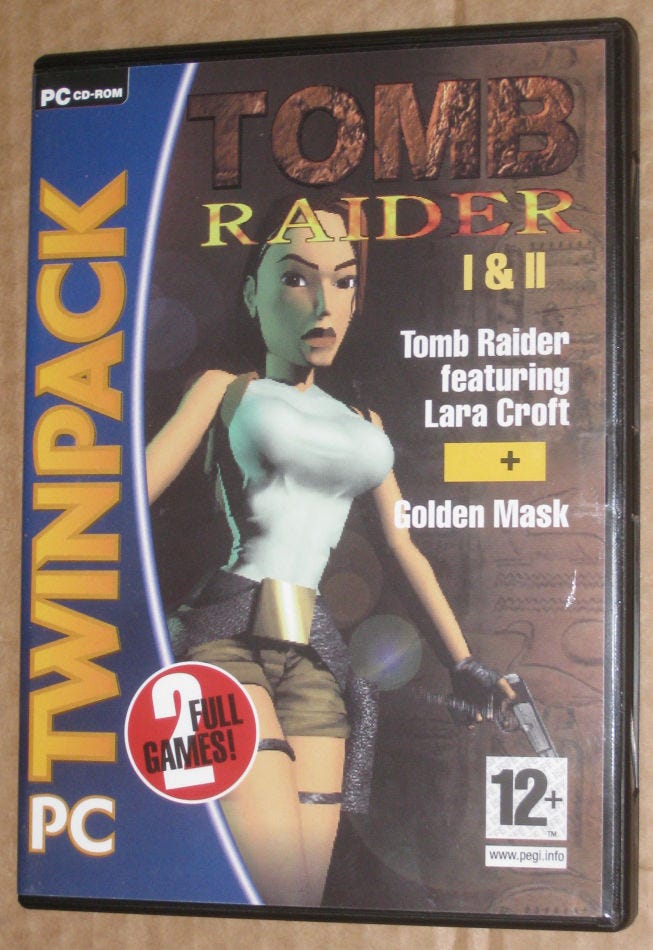 PC CD-ROM
TOMB
RAIDER
I & II
Tomb Raider
featuring
Lara Croft
+
Golden Mask
PC TWINPACK
2 FULL
GAMES!
12+
TM
www.pegi.info